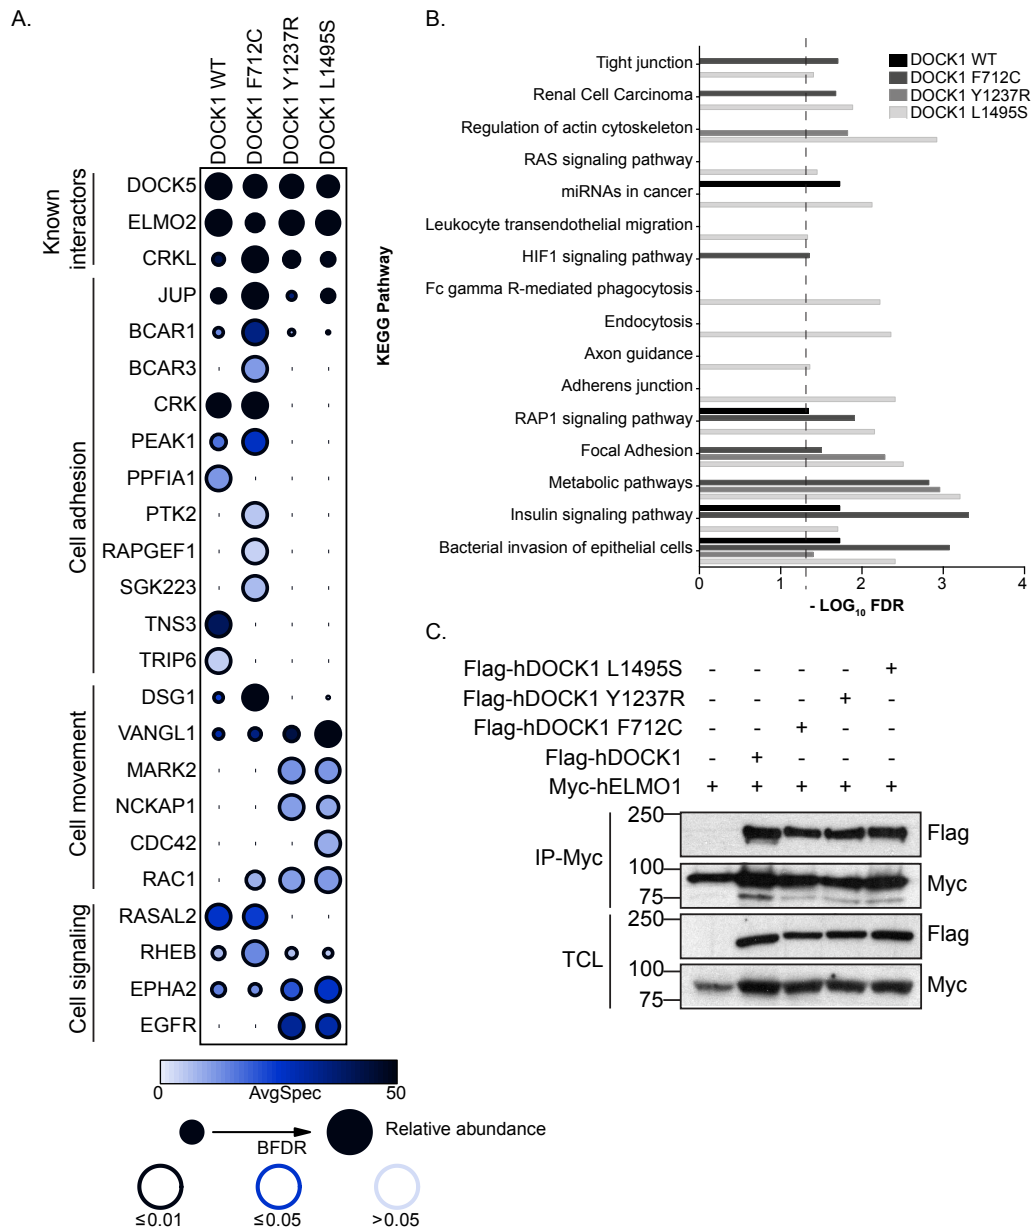 A.
DOCK1 WT
DOCK1 F712C
DOCK1 Y1237R
DOCK1 L1495S
Known interactors
DOCK5
ELMO2
CRKL
Cell adhesion
JUP
BCAR1
BCAR3
CRK
PEAK1
PPFIA1
PTK2
RAPGEF1
SGK223
TNS3
TRIP6
Cell movement
DSG1
VANGL1
MARK2
NCKAP1
CDC42
RAC1
Cell signaling
RASAL2
RHEB
EPHA2
EGFR
0 AvgSpec 50
Relative abundance
BFDR
≤0.01 ≤0.05 >0.05
B.
KEGG Pathway
Tight junction
Renal Cell Carcinoma
Regulation of actin cytoskeleton
RAS signaling pathway
miRNAs in cancer
Leukocyte transendothelial migration
HIF1 signaling pathway
Fc gamma R-mediated phagocytosis
Endocytosis
Axon guidance
Adherens junction
RAP1 signaling pathway
Focal Adhesion
Metabolic pathways
Insulin signaling pathway
Bacterial invasion of epithelial cells
0 1 2 3 4
- LOG10 FDR
DOCK1 WT
DOCK1 F712C
DOCK1 Y1237R
DOCK1 L1495S
C.
Flag-hDOCK1 L1495S - - - - +
Flag-hDOCK1 Y1237R - - - + -
Flag-hDOCK1 F712C - - + - -
Flag-hDOCK1 - + - - -
Myc-hELMO1 + + + + +
IP-Myc
250
Flag
100
75
Myc
TCL
250
Flag
100
75
Myc